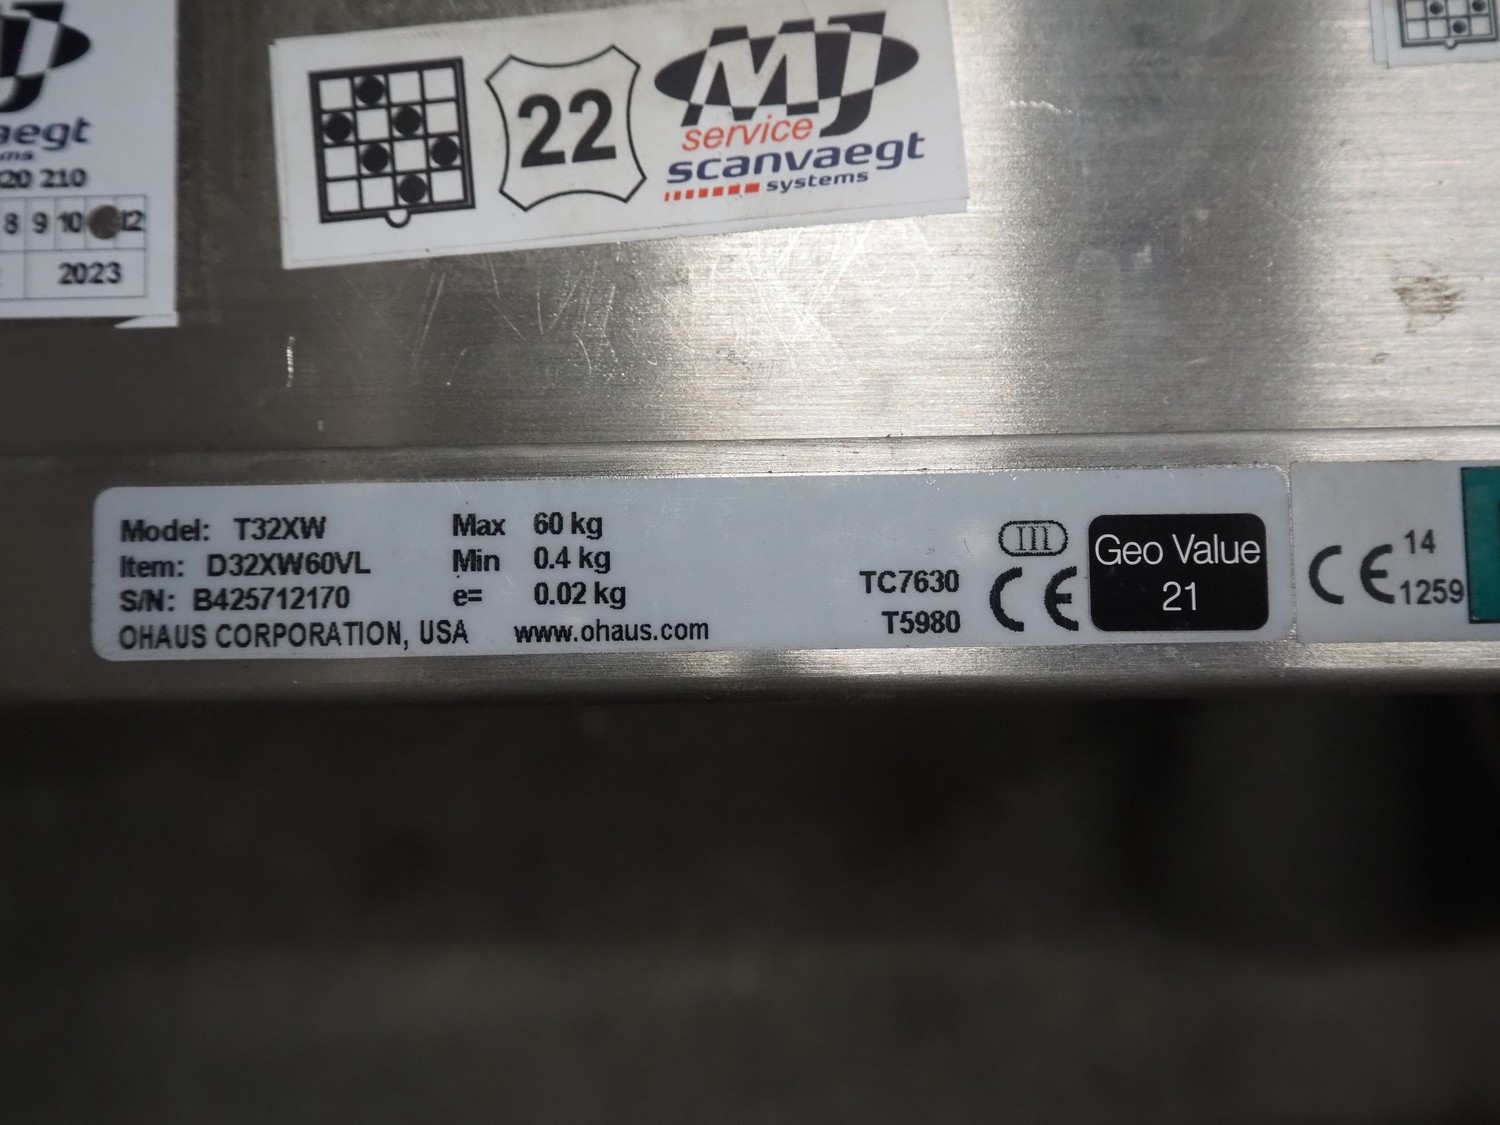 aegt
ms
20 210
8 9 10 12
2023
22
MJ
service
scanvaegt
systems
Model: T32XW
Item: D32XW60VL
S/N: B425712170
OHAUS CORPORATION, USA www.ohaus.com
Max 60 kg
Min 0.4 kg
e= 0.02 kg
TC7630
T5980
III
CE
Geo Value
21
CE 14
1259